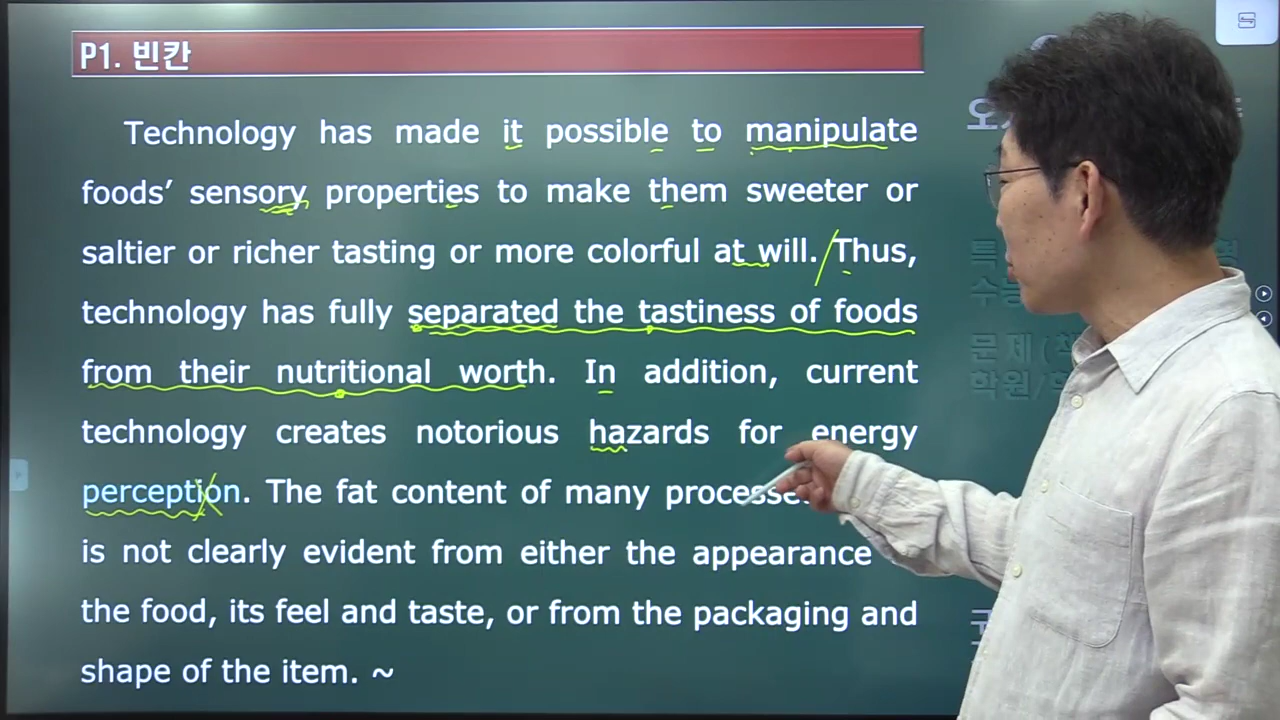 P1. 빈칸
Technology has made it possible to manipulate
foods’ sensory properties to make them sweeter or
saltier or richer tasting or more colorful at will. Thus,
technology has fully separated the tastiness of foods
from their nutritional worth. In addition, current
technology creates notorious hazards for energy
perception. The fat content of many
is not clearly evident from either the appearance
the food, its feel and taste, or from the packaging and
shape of the item. ~